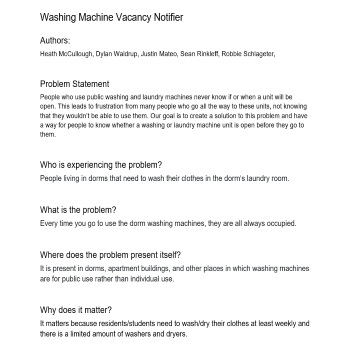 Washing Machine Vacancy Notifier
Authors:
Heath McCullough, Dylan Waldrup, Justin Mateo, Sean Rinkleff, Robbie Schlageter,
Problem Statement
People who use public washing and laundry machines never know if or when a unit will be
open. This leads to frustration from many people who go all the way to these units, not knowing
that they wouldn't be able to use them. Our goal is to create a solution to this problem and have
a way for people to know whether a washing or laundry machine unit is open before they go to
them.
Who is experiencing the problem?
People living in dorms that need to wash their clothes in the dorm's laundry room.
What is the problem?
Every time you go to use the dorm washing machines, they are all always occupied.
Where does the problem present itself?
It is present in dorms, apartment buildings, and other places in which washing machines
are for public use rather than individual use.
Why does it matter?
It matters because residents/students need to wash/dry their clothes at least weekly and
there is a limited amount of washers and dryers.